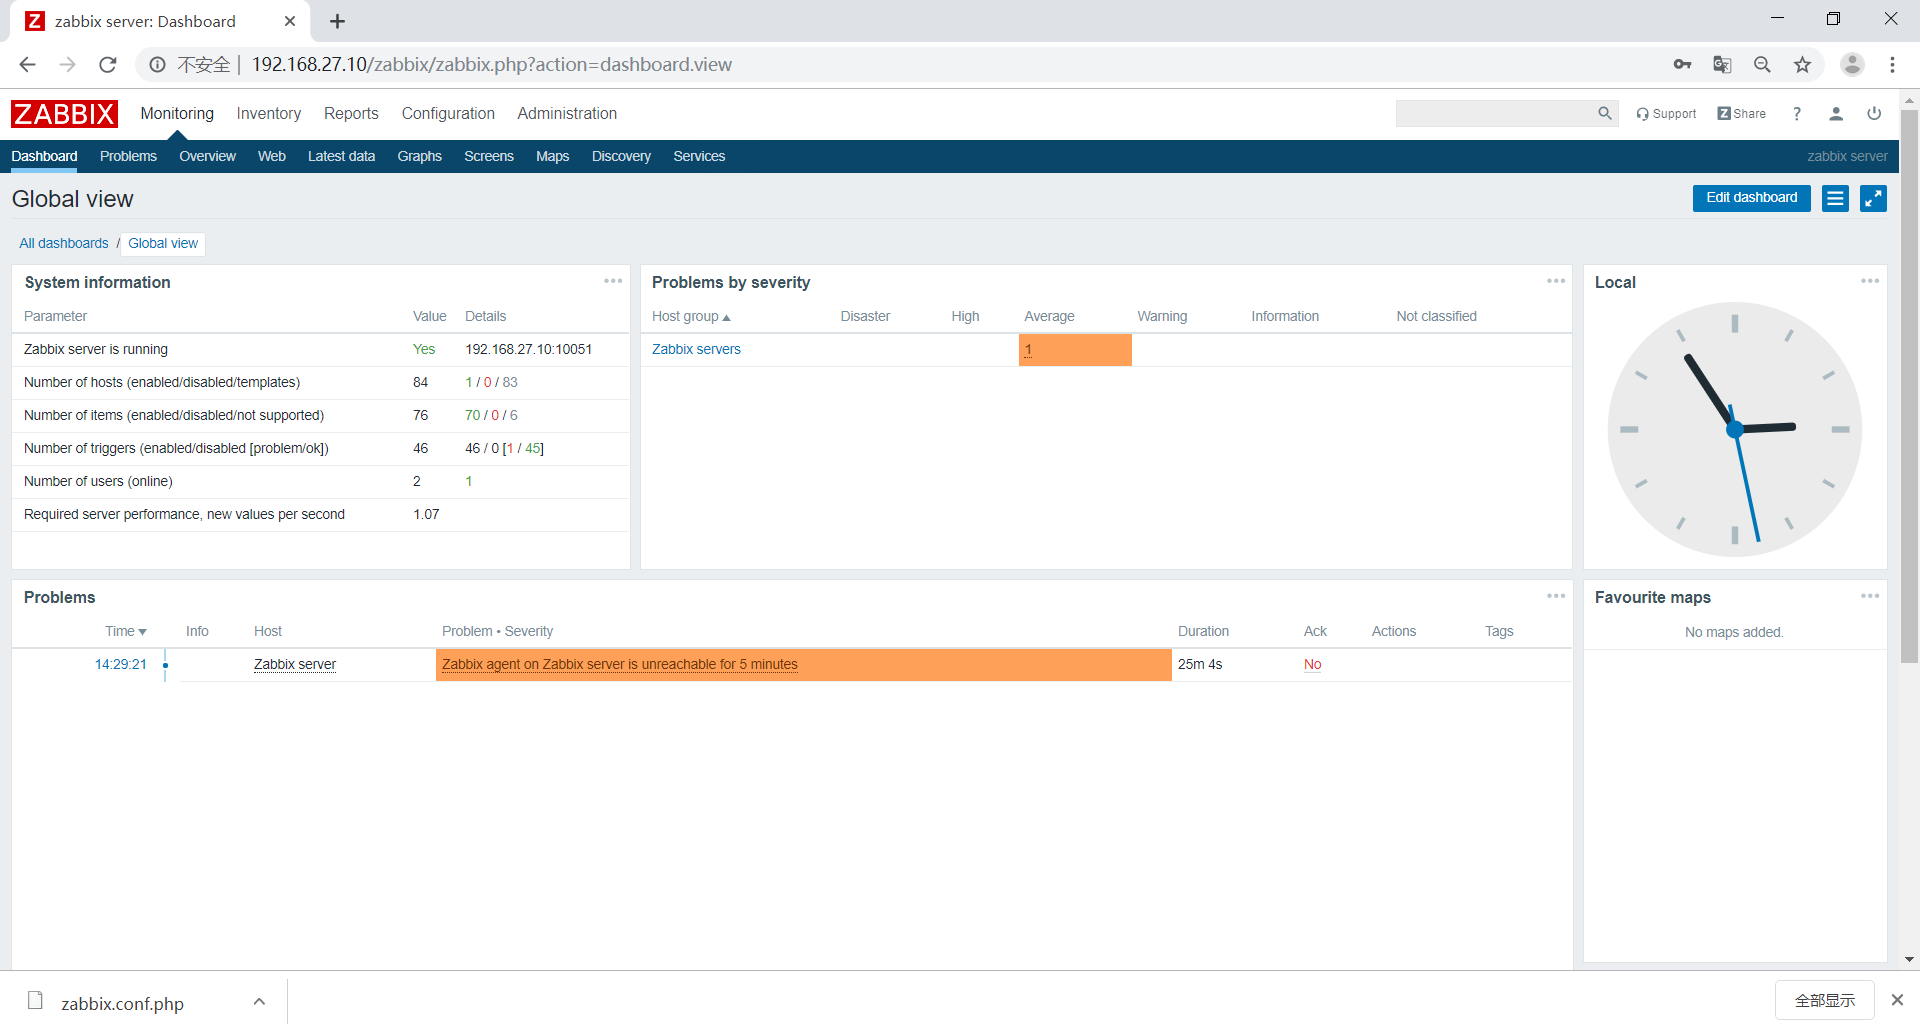 Z zabbix server: Dashboard
不安全 | 192.168.27.10/zabbix/zabbix.php?action=dashboard.view
ZABBIX Monitoring Inventory Reports Configuration Administration Support Z Share ?
Dashboard Problems Overview Web Latest data Graphs Screens Maps Discovery Services zabbix server
Global view Edit dashboard
All dashboards / Global view
System information
Parameter Value Details
Zabbix server is running Yes 192.168.27.10:10051
Number of hosts (enabled/disabled/templates) 84 1 / 0 / 83
Number of items (enabled/disabled/not supported) 76 70 / 0 / 6
Number of triggers (enabled/disabled [problem/ok]) 46 46 / 0 [1 / 45]
Number of users (online) 2 1
Required server performance, new values per second 1.07
Problems by severity
Host group Disaster High Average Warning Information Not classified
Zabbix servers 1
Local
Problems
Time Info Host Problem • Severity Duration Ack Actions Tags
14:29:21 Zabbix server Zabbix agent on Zabbix server is unreachable for 5 minutes 25m 4s No
Favourite maps
No maps added.
zabbix.conf.php 全部显示